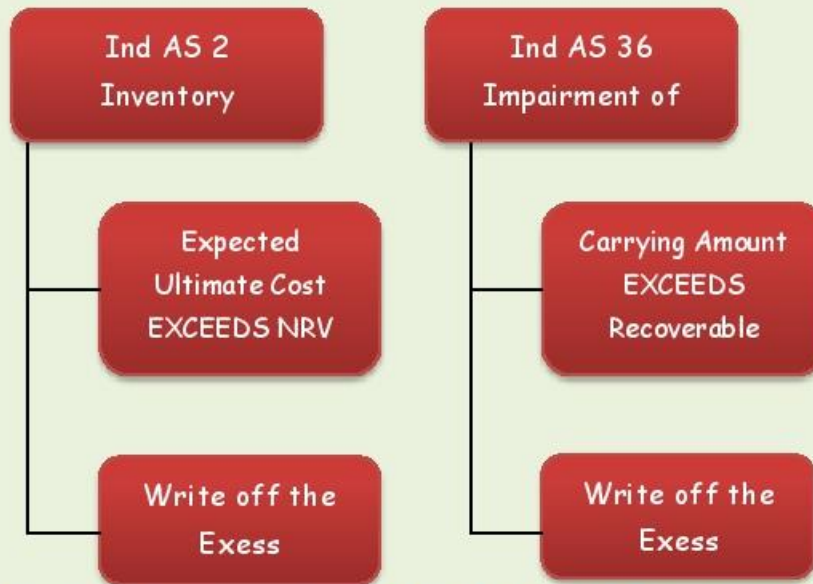 Ind AS 2
Inventory
Expected
Ultimate Cost
EXCEEDS NRV
Write off the
Exess
Ind AS 36
Impairment of
Carrying Amount
EXCEEDS
Recoverable
Write off the
Exess